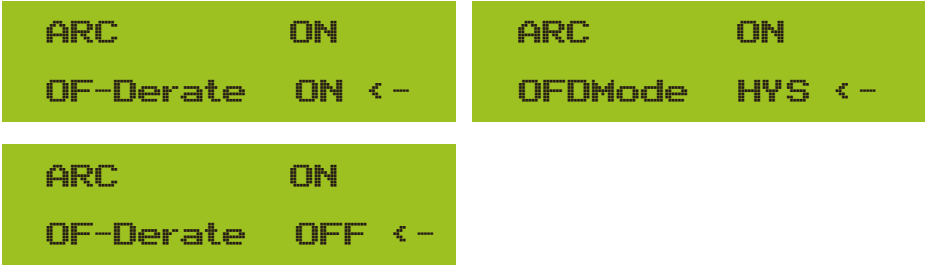 ARC ON
OF-Derate ON <-
ARC ON
OFDMode HYS <-
ARC ON
OF-Derate OFF <-